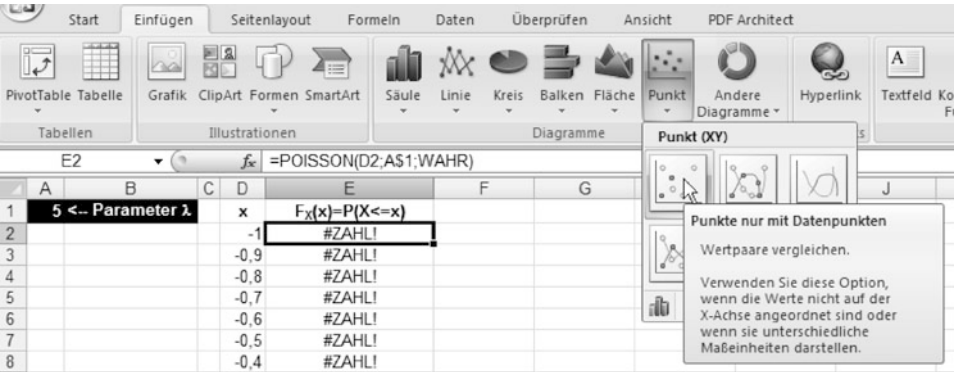 Start Einfügen Seitenlayout Formeln Daten Überprüfen Ansicht PDF Architect
PivotTable Tabelle Grafik ClipArt Formen SmartArt Säule Linie Kreis Balken Fläche Punkt Andere Diagramme Hyperlink Textfeld Ko
Tabellen Illustrationen Diagramme s
Punkt (XY)
E2 fx =POISSON(D2;A$1;WAHR)
A B C D E F G J
1 5 <-- Parameter λ x FX(x)=P(X<=x)
2 -1 #ZAHL!
3 -0,9 #ZAHL!
4 -0,8 #ZAHL!
5 -0,7 #ZAHL!
6 -0,6 #ZAHL!
7 -0,5 #ZAHL!
8 -0,4 #ZAHL!
Punkte nur mit Datenpunkten
Wertpaare vergleichen.
Verwenden Sie diese Option,
wenn die Werte nicht auf der
X-Achse angeordnet sind oder
wenn sie unterschiedliche
Maßeinheiten darstellen.